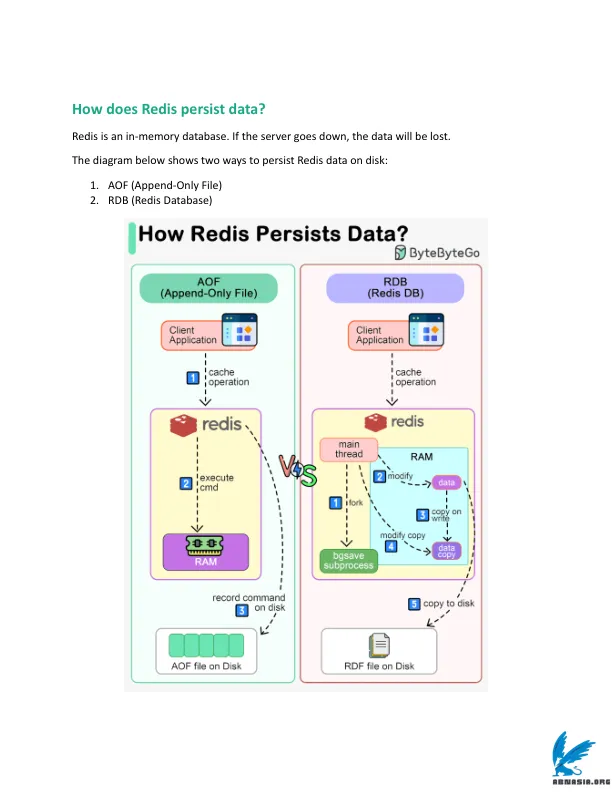 How does Redis persist data?
Redis is an in-memory database. If the server goes down, the data will be lost.
The diagram below shows two ways to persist Redis data on disk:
1. AOF (Append-Only File)
2. RDB (Redis Database)
How Redis Persists Data?
ByteByteGo
AOF
(Append-Only File)
Client
Application
1
cache
operation
redis
2
execute
cmd
RAM
record command
3
on disk
AOF file on Disk
VS
RDB
(Redis DB)
Client
Application
cache
operation
redis
main
thread
RAM
2 modify
data
1 fork
3 copy on
write
modify copy
4
data
copy
bgsave
subprocess
5 copy to disk
RDF file on Disk
ABNASIA.ORG